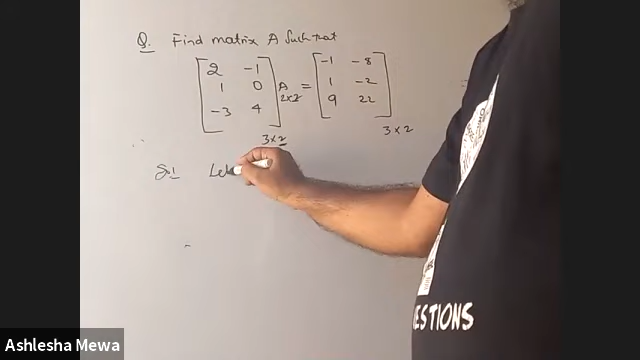 Q. Find matrix A such that
2 -1 -1 -8
1 0 A = 1 -2
2x2
-3 4 9 22
3x2 3x2
Sol Let
ESTIONS
Ashlesha Mewa